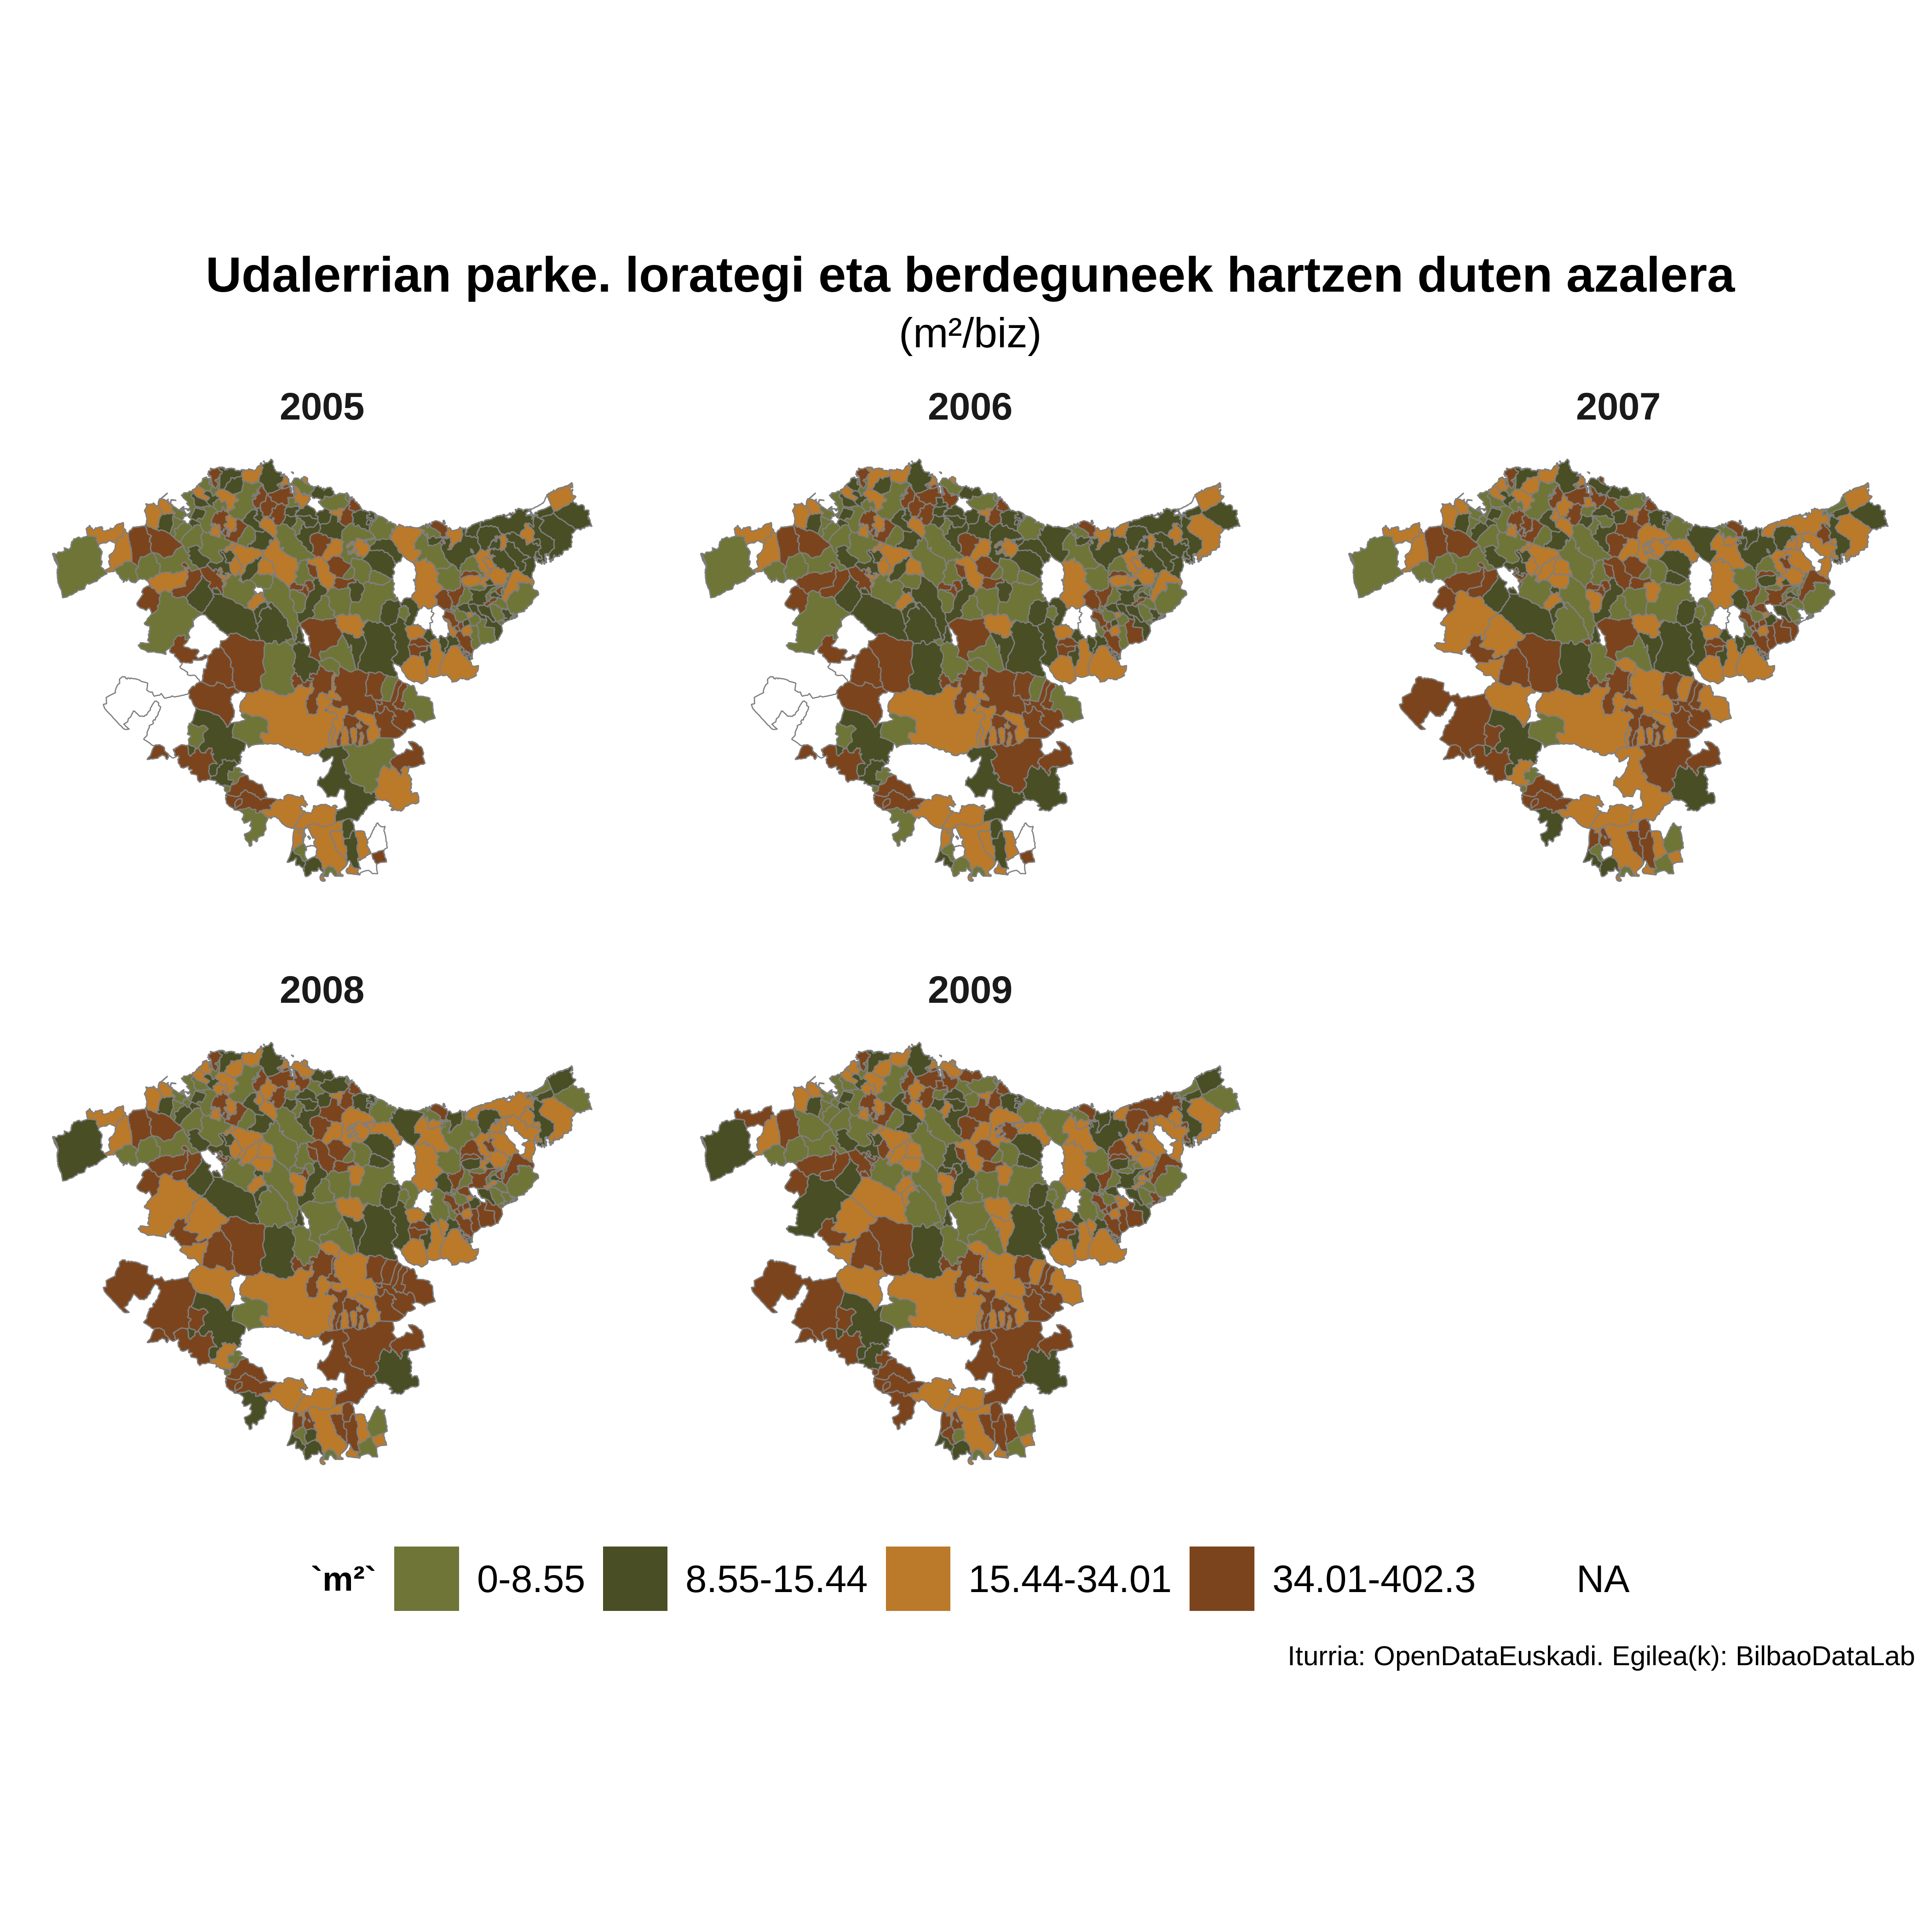 Udalerrian parke. lorategi eta berdeguneek hartzen duten azalera
(m²/biz)
2005
2006
2007
2008
2009
`m²` 0-8.55 8.55-15.44 15.44-34.01 34.01-402.3 NA
Iturria: OpenDataEuskadi. Egilea(k): BilbaoDataLab